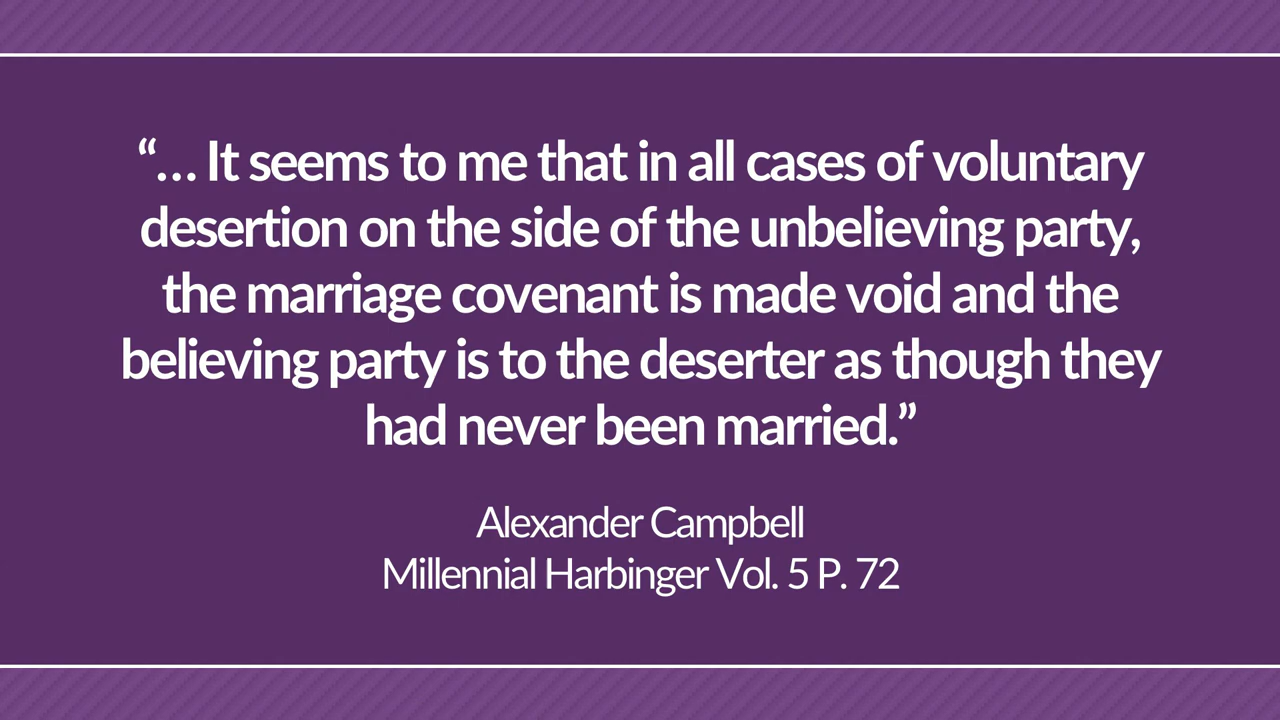 “… It seems to me that in all cases of voluntary
desertion on the side of the unbelieving party,
the marriage covenant is made void and the
believing party is to the deserter as though they
had never been married.”
Alexander Campbell
Millennial Harbinger Vol. 5 P. 72